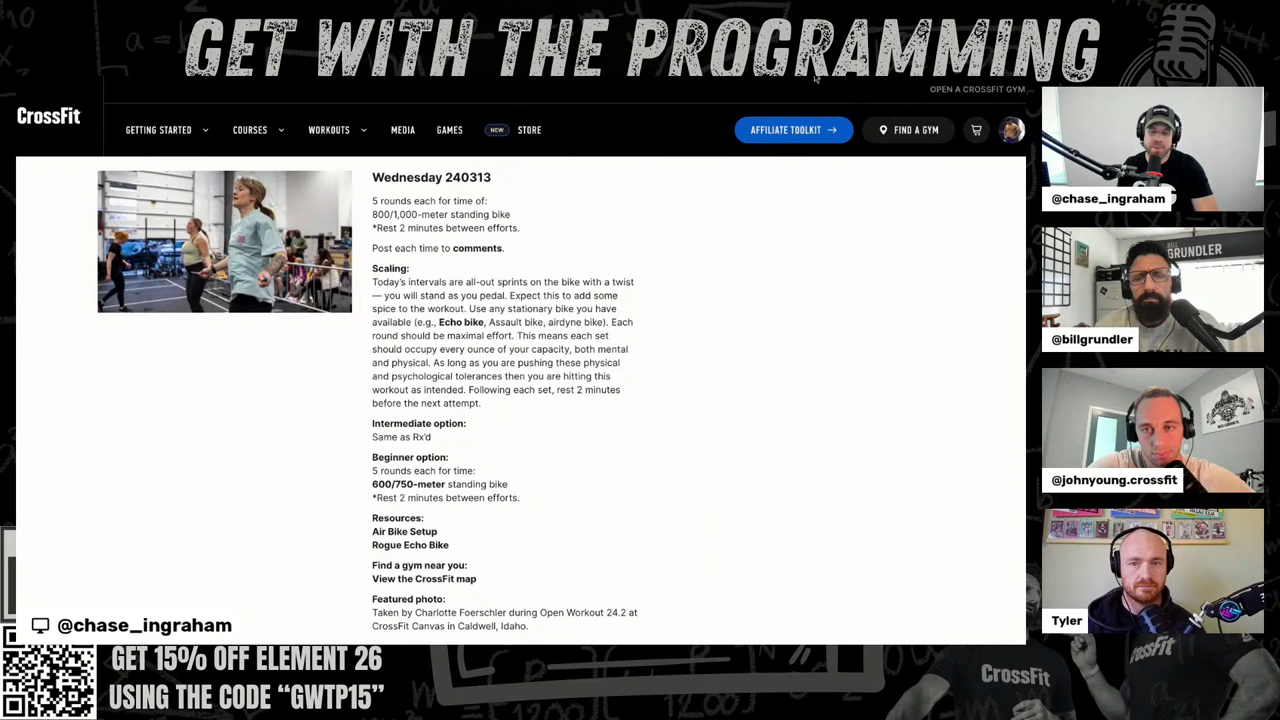 GET WITH THE PROGRAMMING
OPEN A CROSSFIT GYM
CrossFit
GETTING STARTED
COURSES
WORKOUTS
MEDIA
GAMES
NEW
STORE
AFFILIATE TOOLKIT →
FIND A GYM
Wednesday 240313
5 rounds each for time of:
800/1,000-meter standing bike
*Rest 2 minutes between efforts.
Post each time to comments.
Scaling:
Today's intervals are all-out sprints on the bike with a twist
— you will stand as you pedal. Expect this to add some
spice to the workout. Use any stationary bike you have
available (e.g., Echo bike, Assault bike, airdyne bike). Each
round should be maximal effort. This means each set
should occupy every ounce of your capacity, both mental
and physical. As long as you are pushing these physical
and psychological tolerances then you are hitting this
workout as intended. Following each set, rest 2 minutes
before the next attempt.
Intermediate option:
Same as Rx'd
Beginner option:
5 rounds each for time:
600/750-meter standing bike
*Rest 2 minutes between efforts.
Resources:
Air Bike Setup
Rogue Echo Bike
Find a gym near you:
View the CrossFit map
Featured photo:
Taken by Charlotte Foerschler during Open Workout 24.2 at
CrossFit Canvas in Caldwell, Idaho.
@chase_ingraham
GET 15% OFF ELEMENT 26
USING THE CODE “GWTP15”
@chase_ingraham
BILL
GRUNDLER
@billgrundler
@johnyoung.crossfit
Tyler
CrossFit
CrossFit